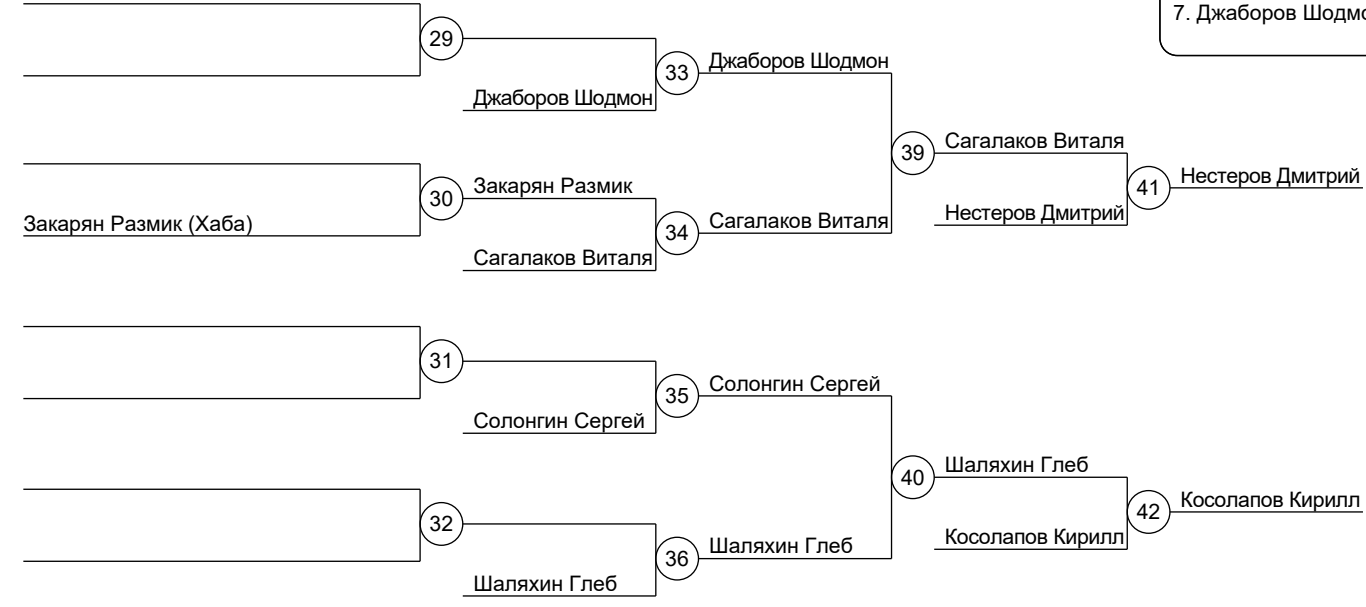 7. Джаборов Шодмо
29
33
Джаборов Шодмон
Джаборов Шодмон
39
Сагалаков Виталя
41
Нестеров Дмитрий
30
Закарян Размик
Закарян Размик (Хаба)
34
Сагалаков Виталя
Нестеров Дмитрий
Сагалаков Виталя
31
35
Солонгин Сергей
Солонгин Сергей
40
Шаляхин Глеб
42
Косолапов Кирилл
32
36
Шаляхин Глеб
Косолапов Кирилл
Шаляхин Глеб